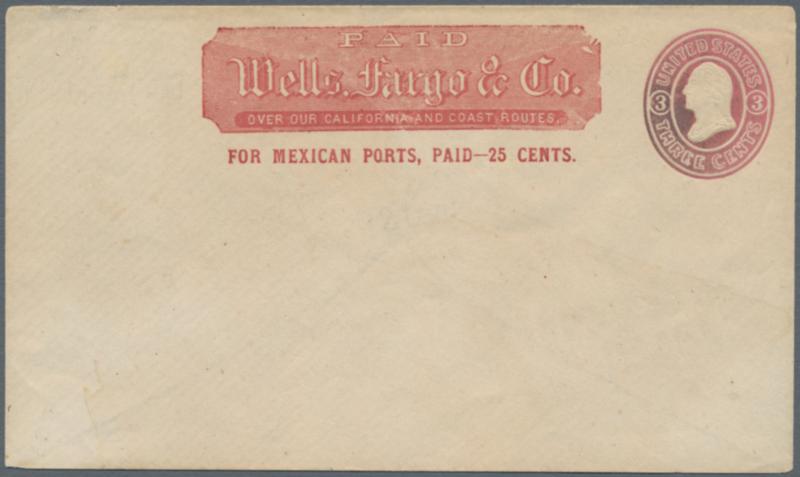 PAID
Wells, Fargo & Co.
OVER OUR CALIFORNIA AND COAST ROUTES.
FOR MEXICAN PORTS, PAID—25 CENTS.
UNITED STATES
3 3
THREE CENTS